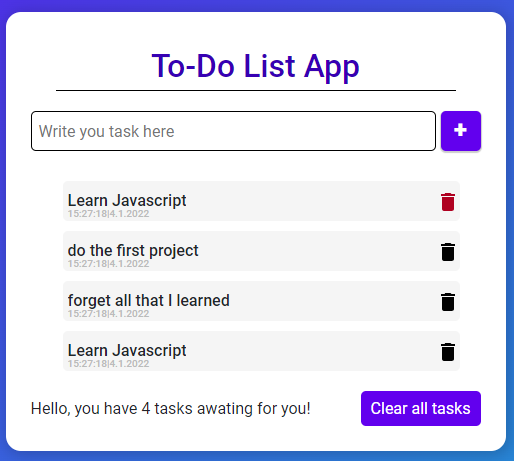 To-Do List App
Write you task here
+
Learn Javascript
15:27:18|4.1.2022
do the first project
15:27:18|4.1.2022
forget all that I learned
15:27:18|4.1.2022
Learn Javascript
15:27:18|4.1.2022
Hello, you have 4 tasks awating for you! Clear all tasks